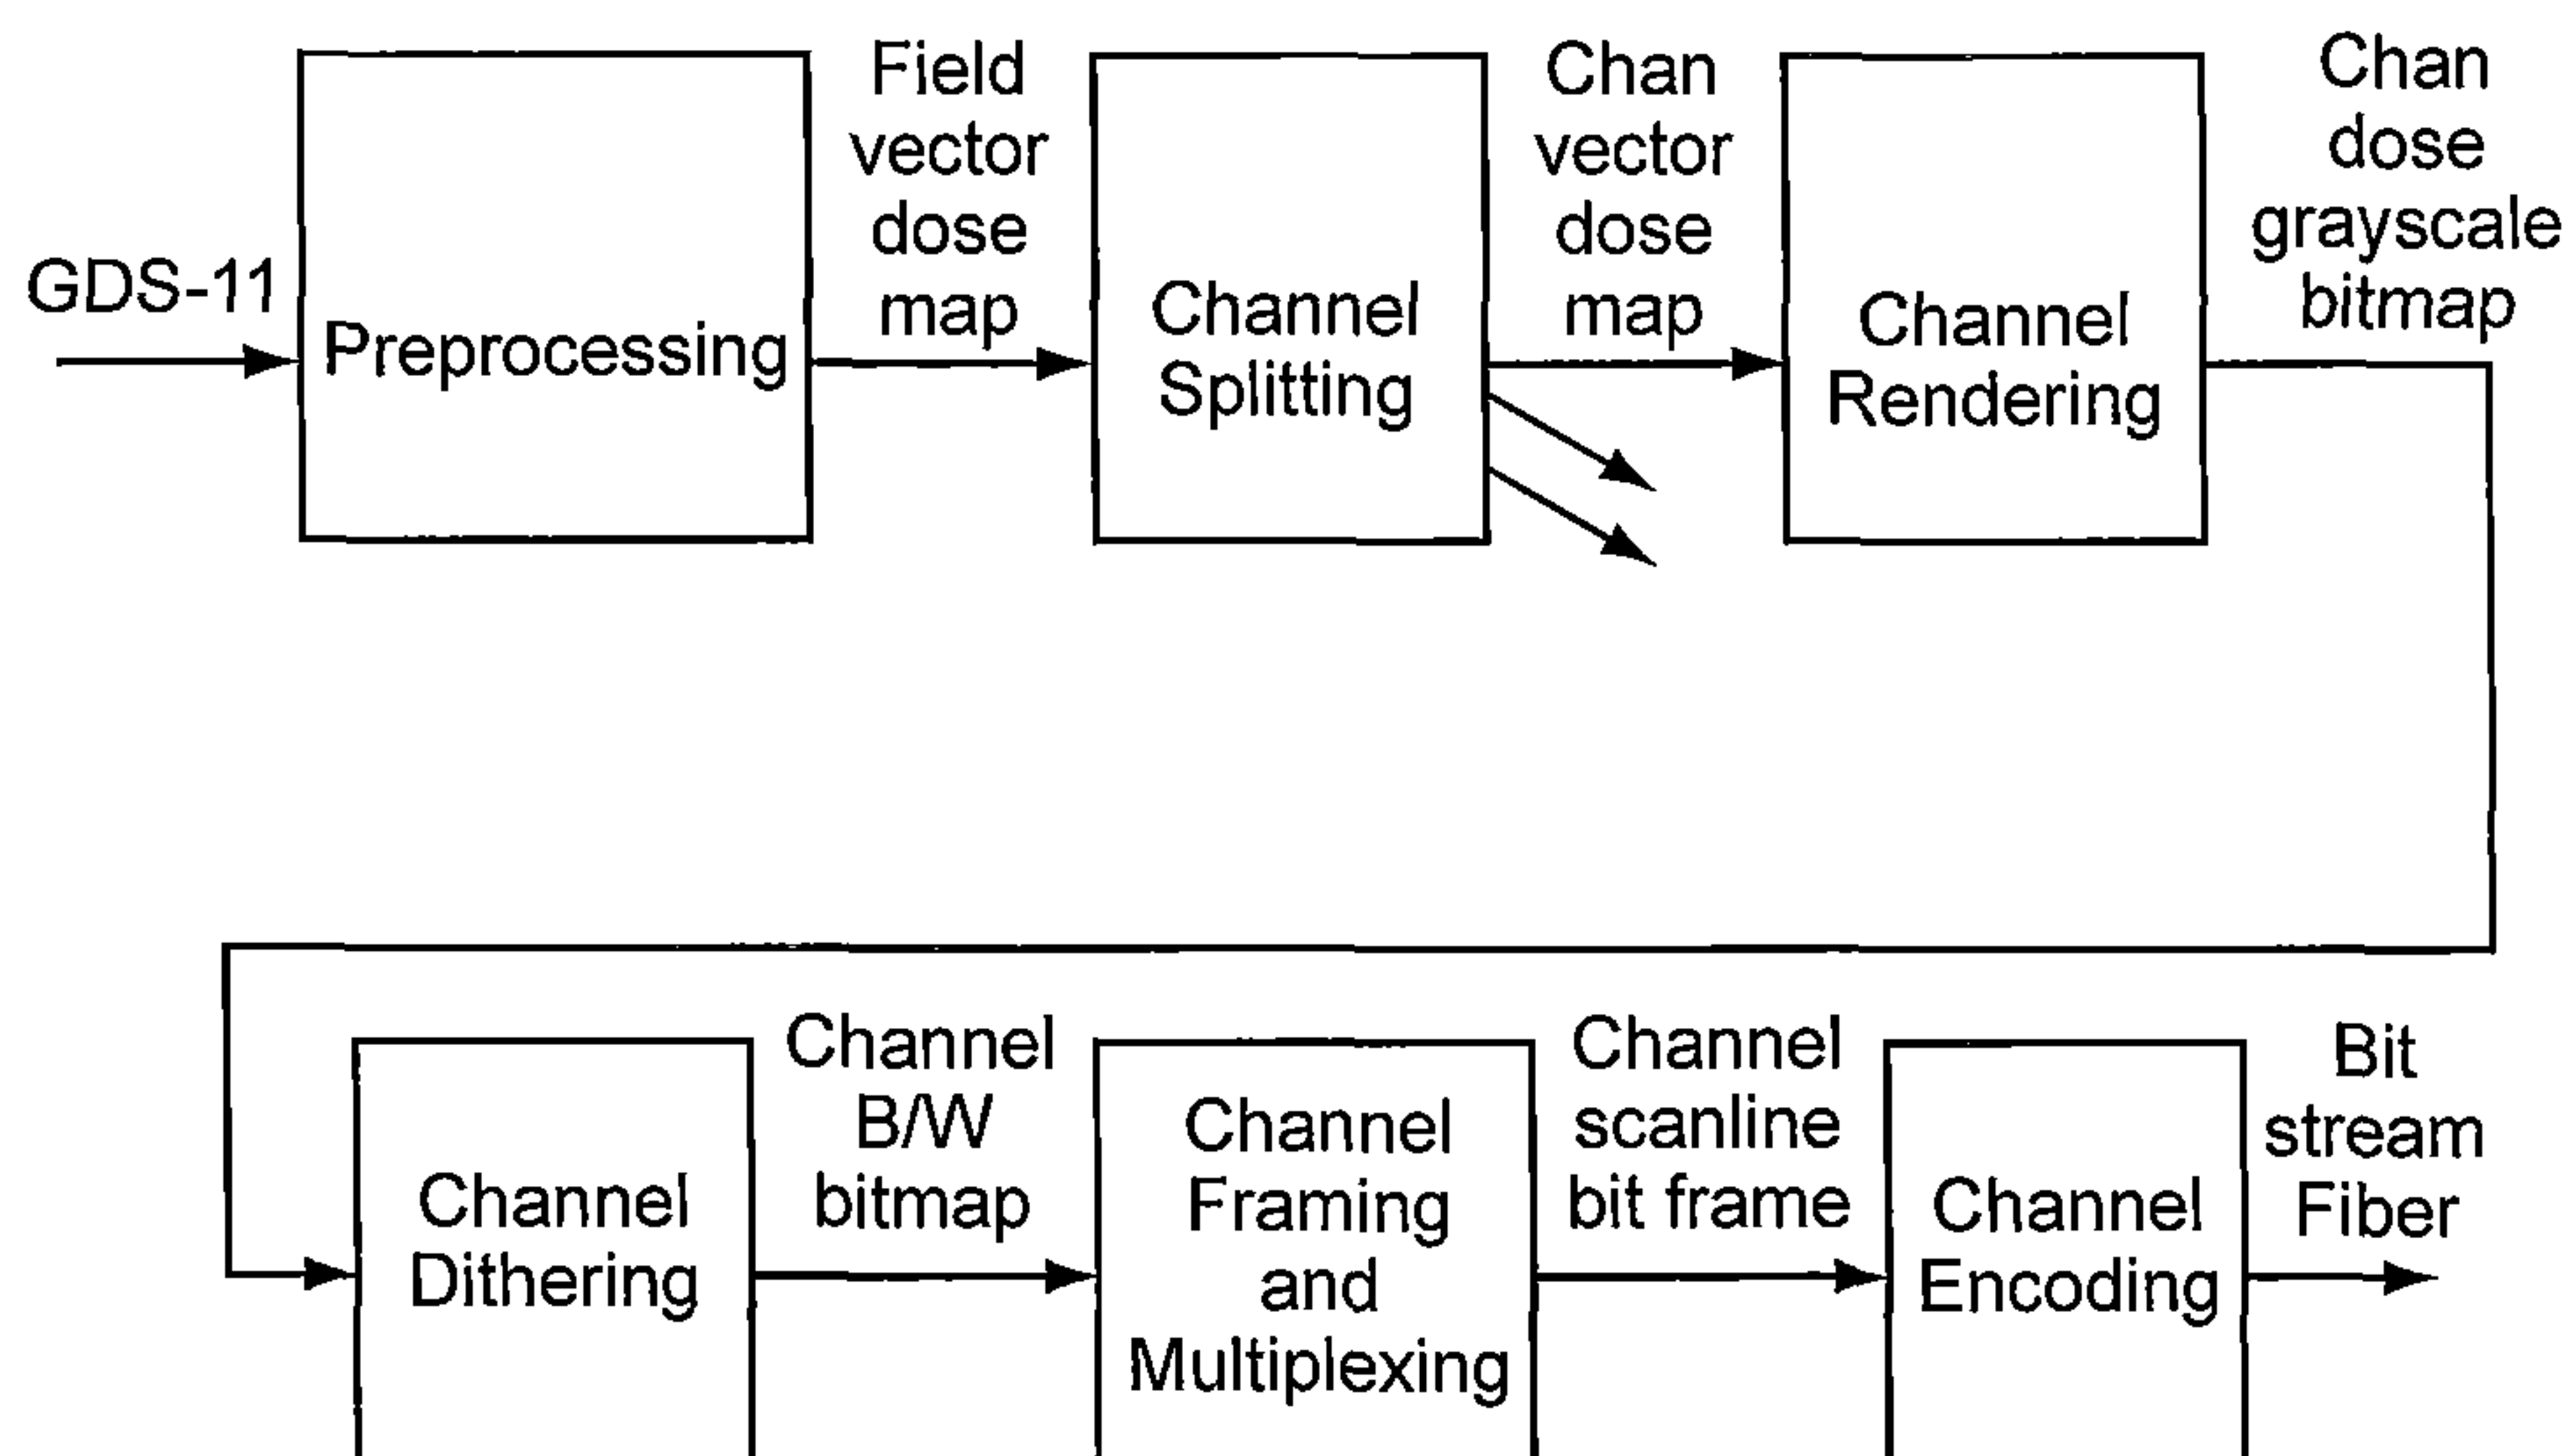 GDS-11
Preprocessing
Field
vector
dose
map
Channel
Splitting
Chan
vector
dose
map
Channel
Rendering
Chan
dose
grayscale
bitmap
Channel
Dithering
Channel
B/W
bitmap
Channel
Framing
and
Multiplexing
Channel
scanline
bit frame
Channel
Encoding
Bit
stream
Fiber